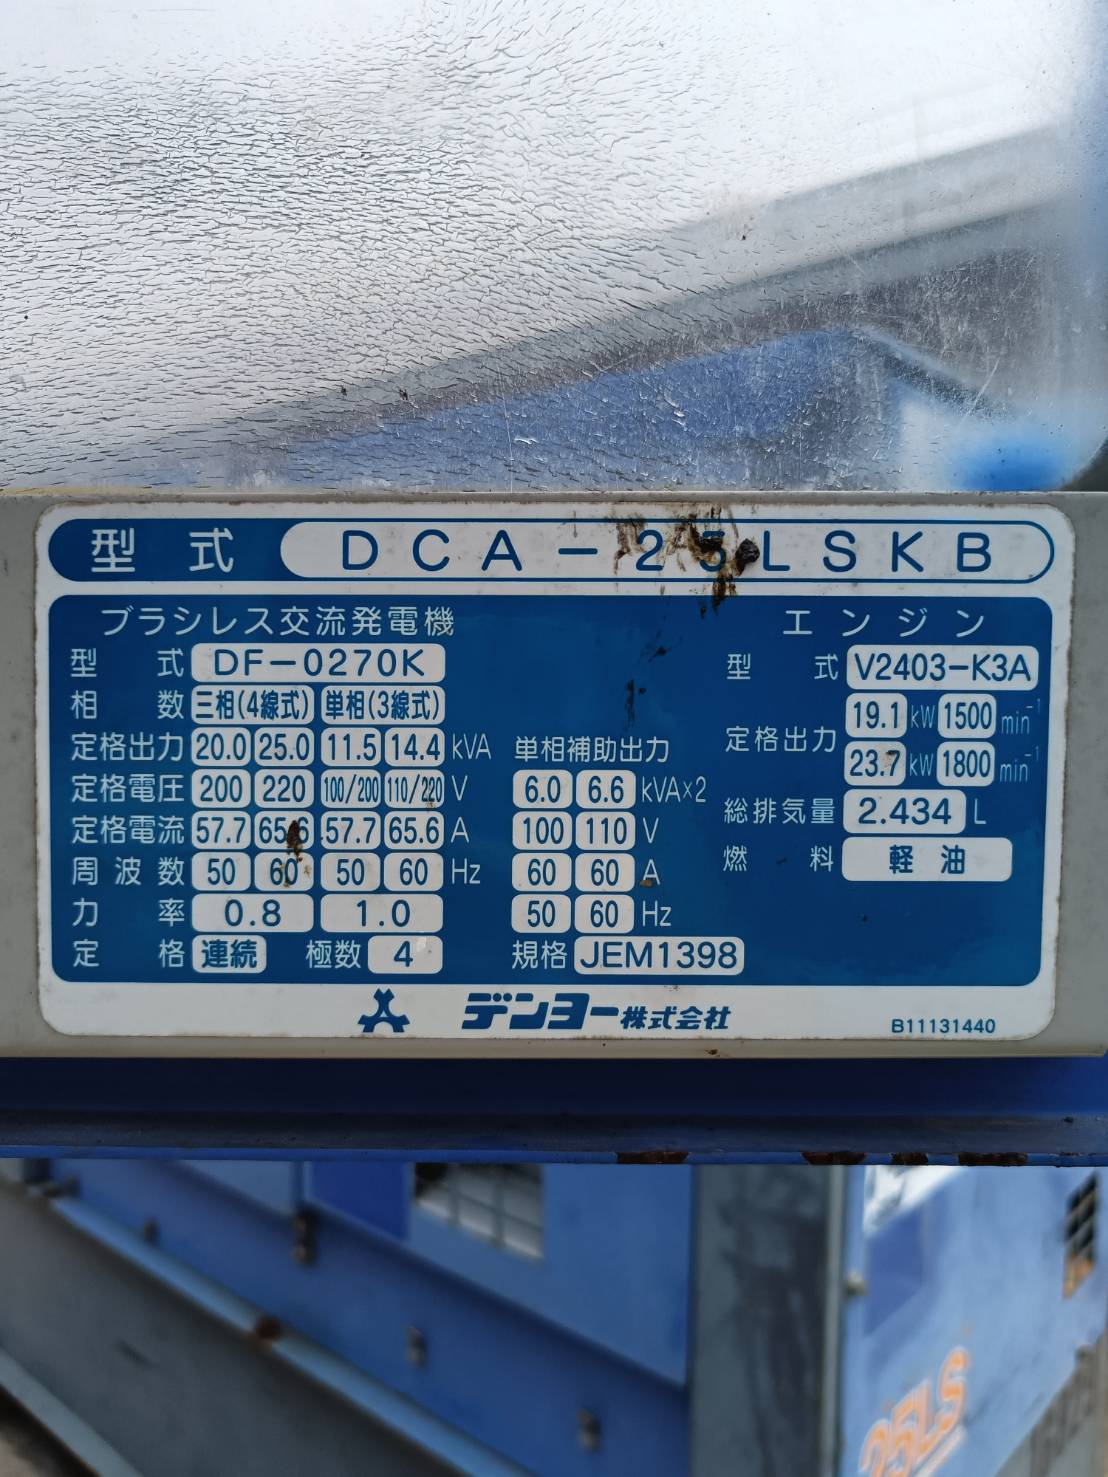 型式 DCA-25LSKB
ブラシレス交流発電機
型式 DF-0270K
相数 三相(4線式) 単相(3線式)
定格出力 20.0 25.0 11.5 14.4 kVA
定格電圧 200 220 100/200 110/220 V
定格電流 57.7 65.6 57.7 65.6 A
周波数 50 60 50 60 Hz
力率 0.8 1.0
定格 連続 極数 4
単相補助出力
6.0 6.6 kVA×2
100 110 V
60 60 A
50 60 Hz
規格 JEM1398
エンジン
型式 V2403-K3A
定格出力 19.1 kW 1500 min-1
23.7 kW 1800 min-1
総排気量 2.434 L
燃料 軽油
デンヨー株式会社
B11131440
25LS